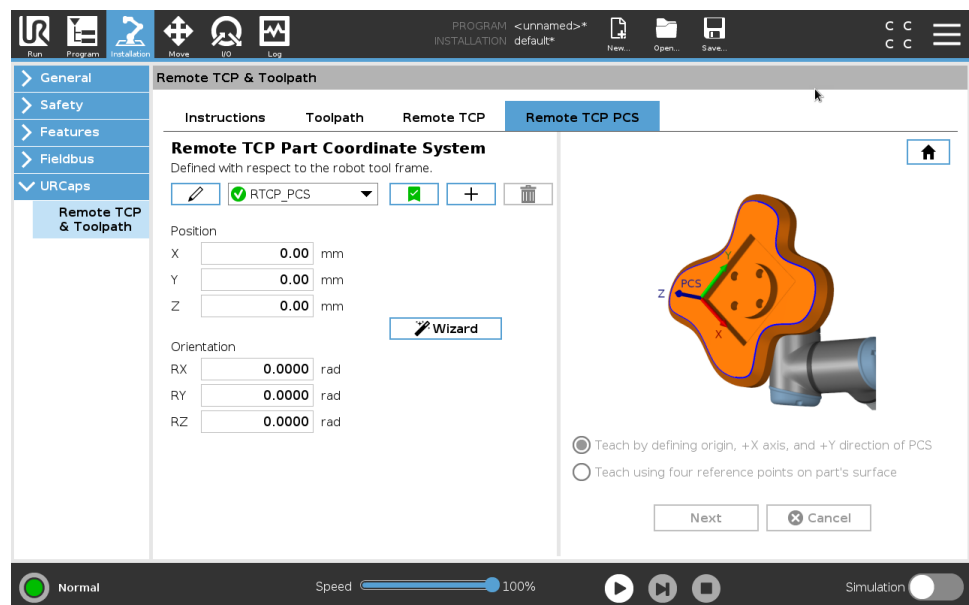 PROGRAM <unnamed>*
INSTALLATION default*
UR
Run Program Installation Move I/O Log
New... Open... Save...
C C
C C
General
Safety
Features
Fieldbus
URCaps
Remote TCP
& Toolpath
Remote TCP & Toolpath
Instructions Toolpath Remote TCP Remote TCP PCS
Remote TCP Part Coordinate System
Defined with respect to the robot tool frame.
RTCP_PCS
Position
X 0.00 mm
Y 0.00 mm
Z 0.00 mm
Wizard
Orientation
RX 0.0000 rad
RY 0.0000 rad
RZ 0.0000 rad
Y
PCS
Z
X
Teach by defining origin, +X axis, and +Y direction of PCS
Teach using four reference points on part's surface
Next Cancel
Normal Speed 100% Simulation